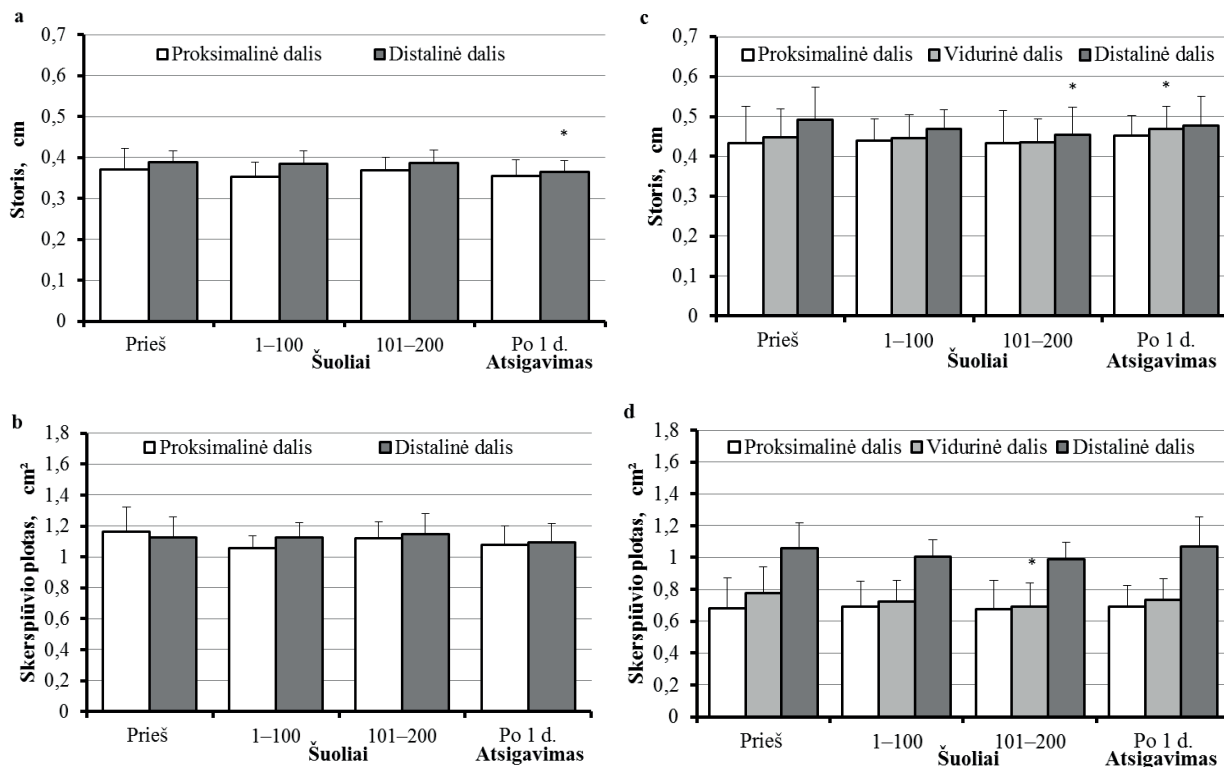 a
0,7
0,6
0,5
0,4
0,3
0,2
0,1
0
Storis, cm
Proksimalinė dalis Distalinė dalis
*
Prieš 1–100 101–200 Po 1 d.
Šuoliai Atsigavimas
c
0,7
0,6
0,5
0,4
0,3
0,2
0,1
0
Storis, cm
Proksimalinė dalis Vidurinė dalis Distalinė dalis
* *
Prieš 1–100 101–200 Po 1 d.
Šuoliai Atsigavimas
b
1,8
1,6
1,4
1,2
1
0,8
0,6
0,4
0,2
0
Skerspiūvio plotas, cm²
Proksimalinė dalis Distalinė dalis
Prieš 1–100 101–200 Po 1 d.
Šuoliai Atsigavimas
d
1,8
1,6
1,4
1,2
1
0,8
0,6
0,4
0,2
0
Skerspiūvio plotas, cm²
Proksimalinė dalis Vidurinė dalis Distalinė dalis
*
Prieš 1–100 101–200 Po 1 d.
Šuoliai Atsigavimas